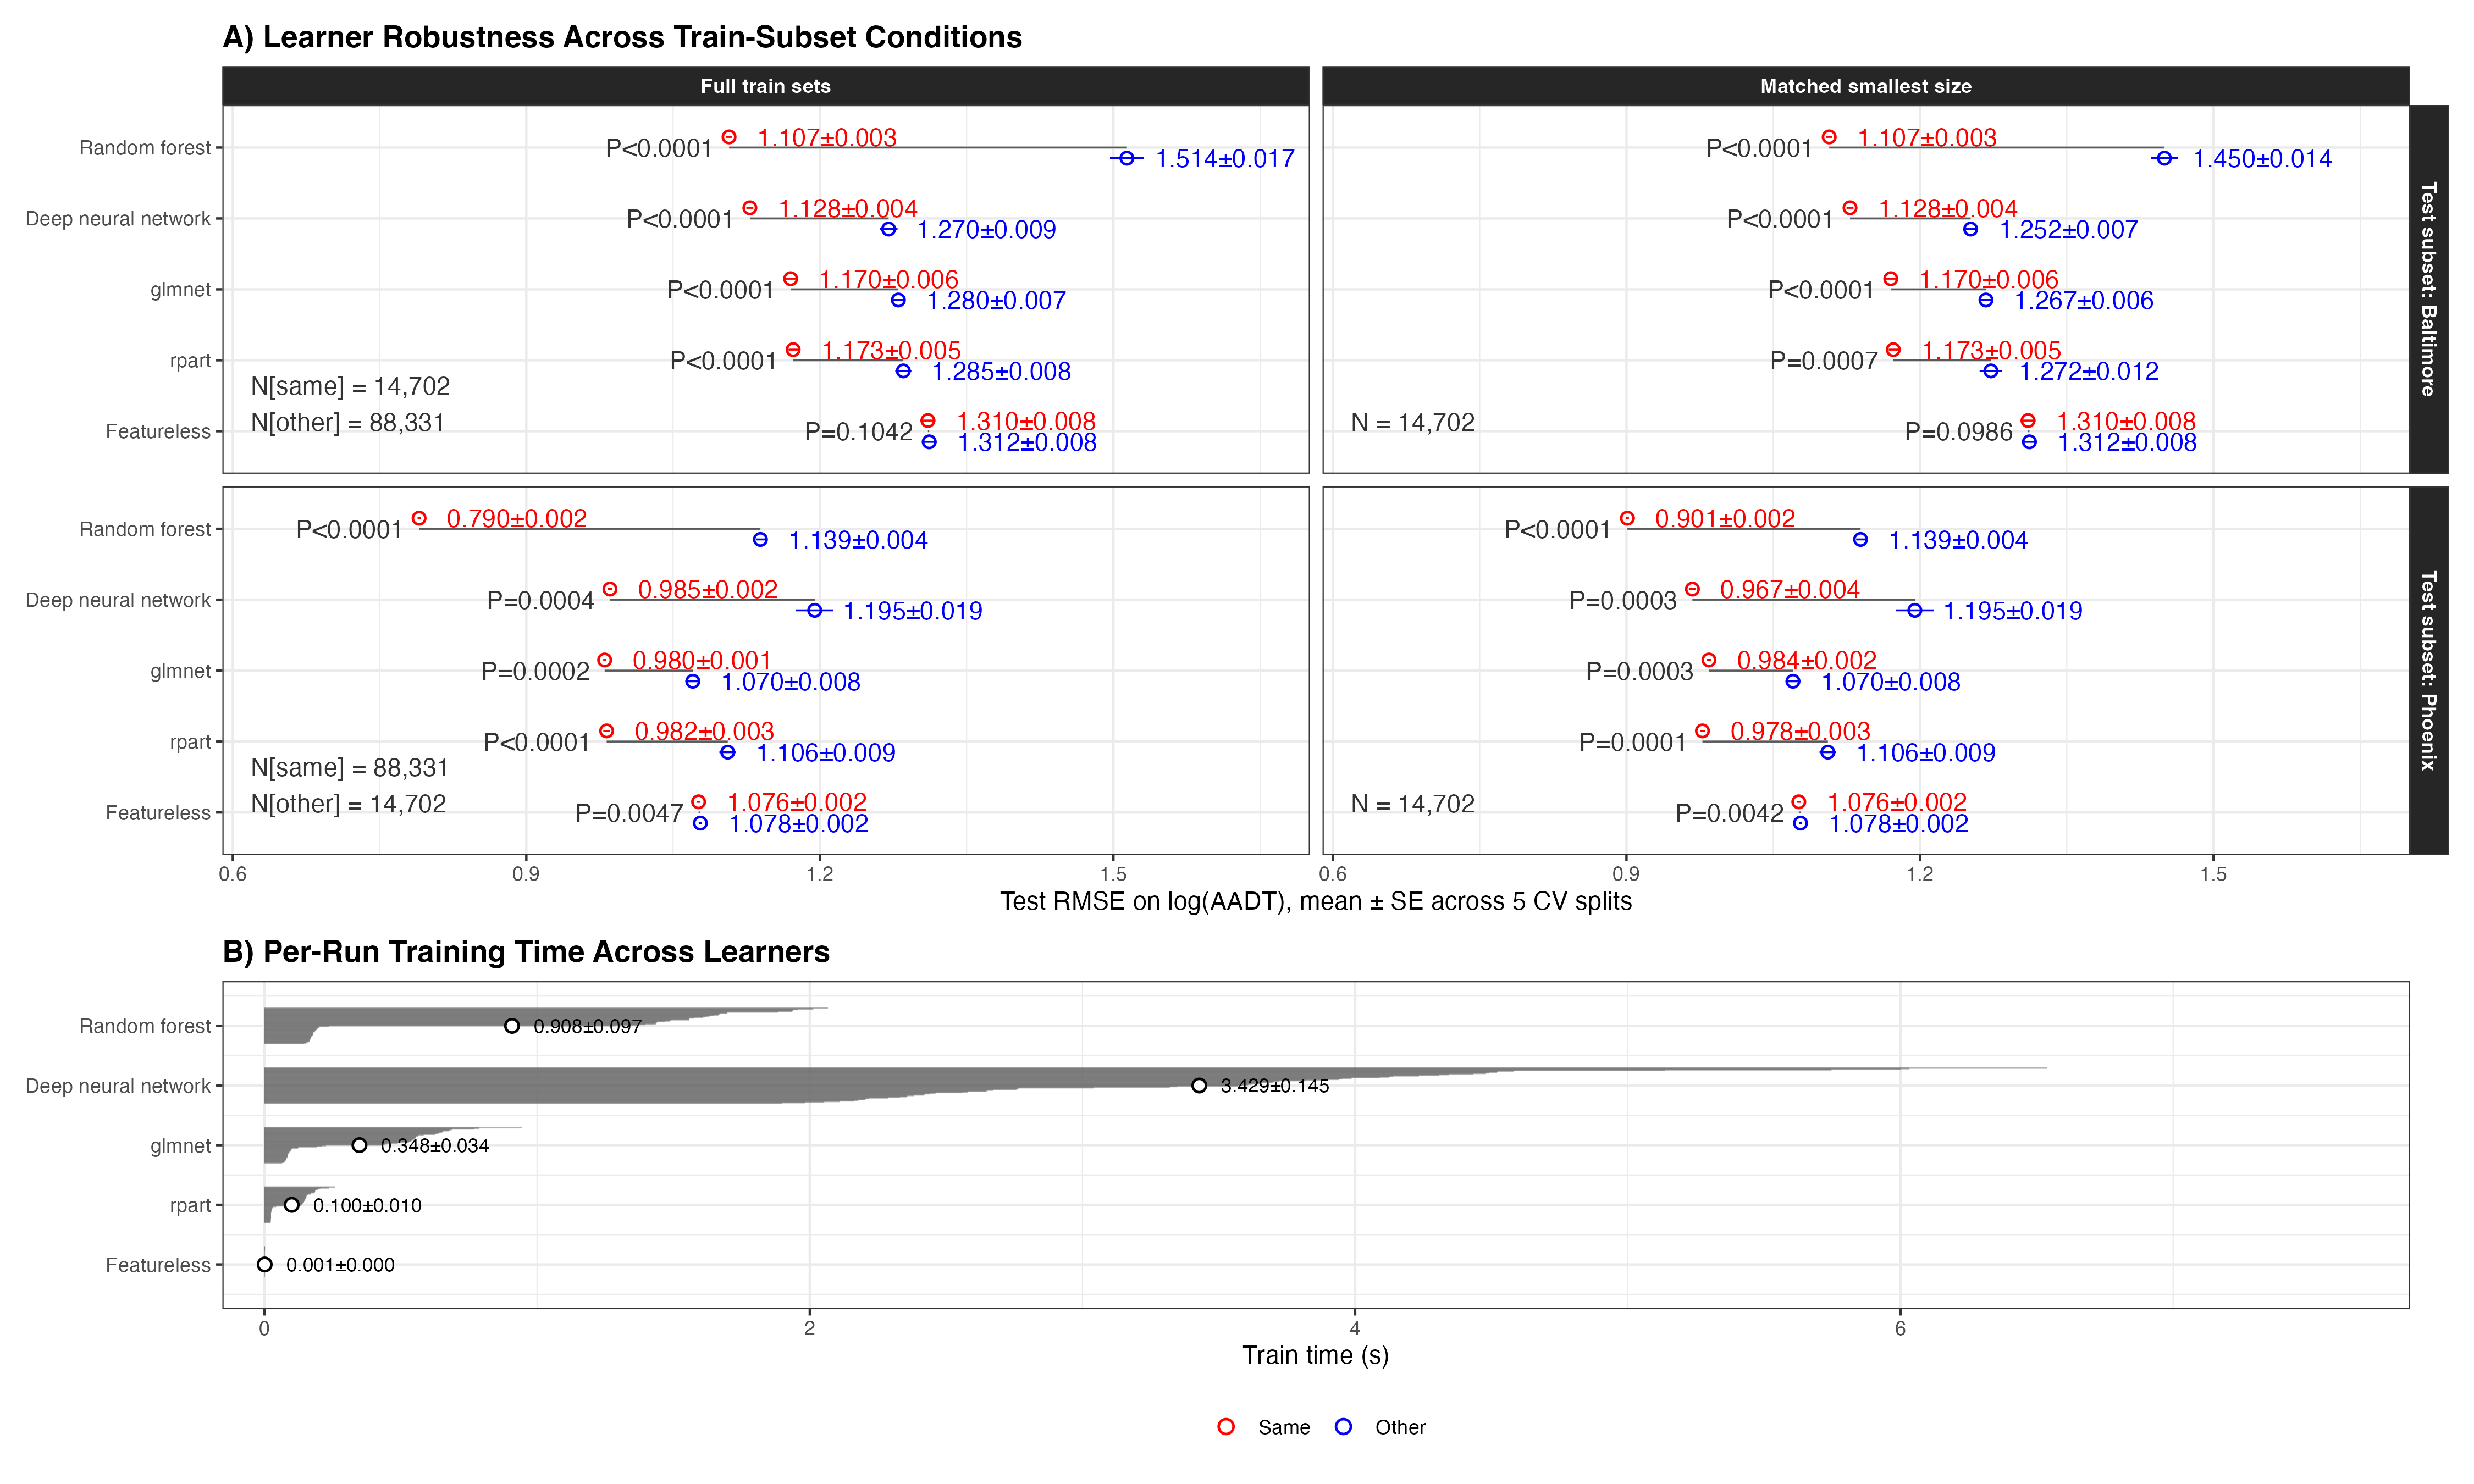 A) Learner Robustness Across Train-Subset Conditions
Full train sets
Matched smallest size
Test subset: Baltimore
Random forest
P<0.0001
1.107±0.003
1.514±0.017
P<0.0001
1.107±0.003
1.450±0.014
Deep neural network
P<0.0001
1.128±0.004
1.270±0.009
P<0.0001
1.128±0.004
1.252±0.007
glmnet
P<0.0001
1.170±0.006
1.280±0.007
P<0.0001
1.170±0.006
1.267±0.006
rpart
P<0.0001
1.173±0.005
1.285±0.008
P=0.0007
1.173±0.005
1.272±0.012
N[same] = 14,702
N[other] = 88,331
N = 14,702
Featureless
P=0.1042
1.310±0.008
1.312±0.008
P=0.0986
1.310±0.008
1.312±0.008
Test subset: Phoenix
Random forest
P<0.0001
0.790±0.002
1.139±0.004
P<0.0001
0.901±0.002
1.139±0.004
Deep neural network
P=0.0004
0.985±0.002
1.195±0.019
P=0.0003
0.967±0.004
1.195±0.019
glmnet
P=0.0002
0.980±0.001
1.070±0.008
P=0.0003
0.984±0.002
1.070±0.008
rpart
P<0.0001
0.982±0.003
1.106±0.009
P=0.0001
0.978±0.003
1.106±0.009
N[same] = 88,331
N[other] = 14,702
N = 14,702
Featureless
P=0.0047
1.076±0.002
1.078±0.002
P=0.0042
1.076±0.002
1.078±0.002
0.6 0.9 1.2 1.5
0.6 0.9 1.2 1.5
Test RMSE on log(AADT), mean ± SE across 5 CV splits
B) Per-Run Training Time Across Learners
Random forest
0.908±0.097
Deep neural network
3.429±0.145
glmnet
0.348±0.034
rpart
0.100±0.010
Featureless
0.001±0.000
0 2 4 6
Train time (s)
Same Other